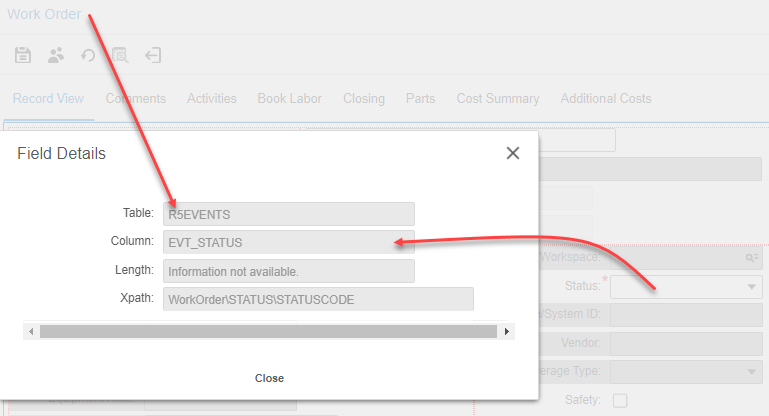 Work Order
Record View Comments Activities Book Labor Closing Parts Cost Summary Additional Costs
Field Details
Table: R5EVENTS
Column: EVT_STATUS
Length: Information not available.
Xpath: WorkOrder\STATUS\STATUSCODE
Close
Workspace:
Status: *
/System ID:
Vendor:
Type:
Safety: